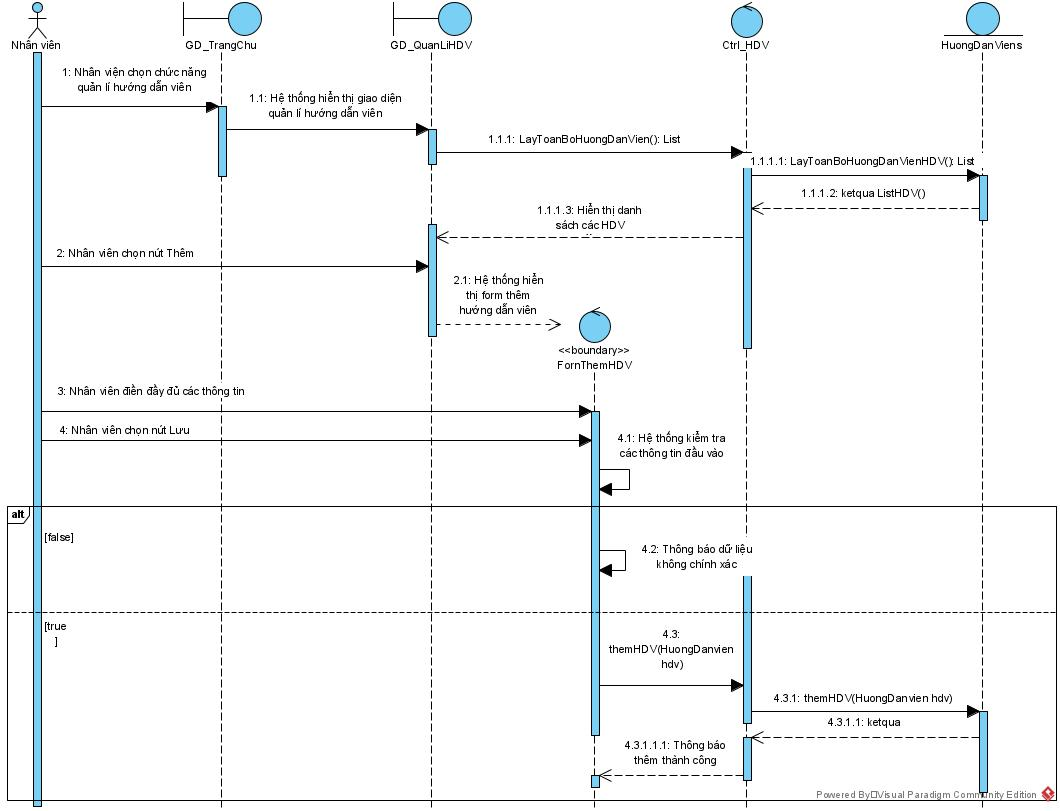 Nhân viên
GD_TrangChu
GD_QuanLiHDV
Ctrl_HDV
HuongDanViens
1: Nhân viện chọn chức năng
quản lí hướng dẫn viên
1.1: Hệ thống hiển thị giao diện
quản lí hướng dẫn viên
1.1.1: LayToanBoHuongDanVien(): List
1.1.1.1: LayToanBoHuongDanVienHDV(): List
1.1.1.2: ketqua ListHDV()
1.1.1.3: Hiển thị danh
sách các HDV
2: Nhân viên chọn nút Thêm
2.1: Hệ thống hiển
thị form thêm
hướng dẫn viên
<<boundary>>
FornThemHDV
3: Nhân viên điền đầy đủ các thông tin
4: Nhân viên chọn nút Lưu
4.1: Hệ thống kiểm tra
các thông tin đầu vào
alt
[false]
4.2: Thông báo dữ liệu
không chính xác
[true
]
4.3:
themHDV(HuongDanvien
hdv)
4.3.1: themHDV(HuongDanvien hdv)
4.3.1.1: ketqua
4.3.1.1.1: Thông báo
thêm thành công
Powered By Visual Paradigm Community Edition